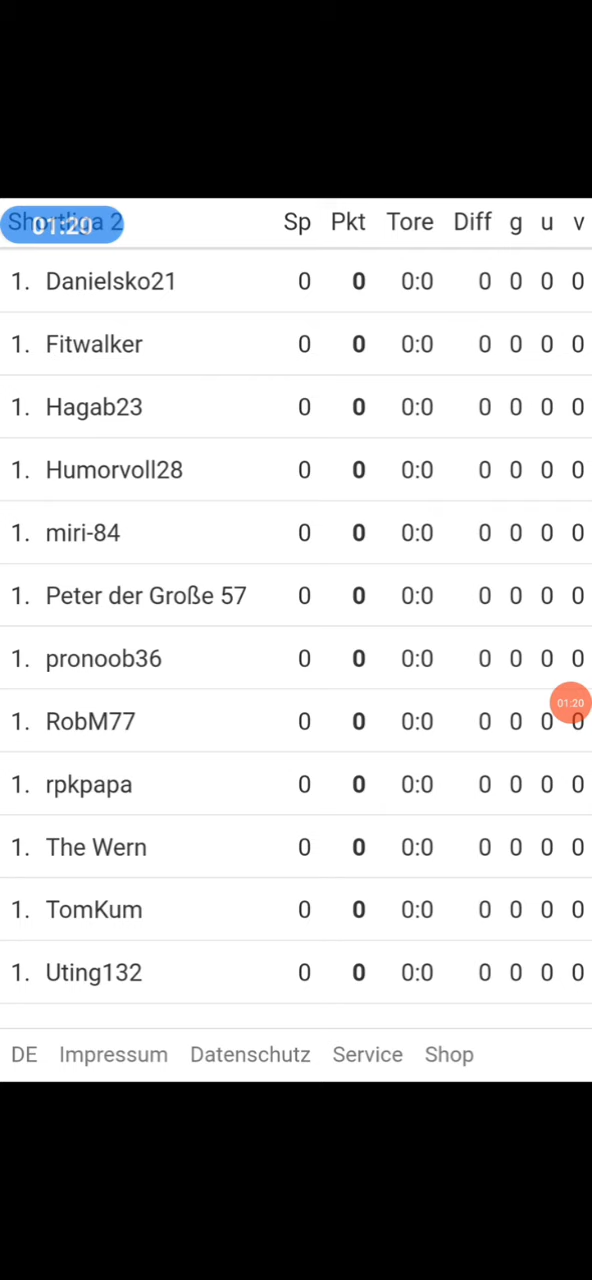 Shortliga 2 Sp Pkt Tore Diff g u v
01:20
1. Danielsko21 0 0 0:0 0 0 0 0
1. Fitwalker 0 0 0:0 0 0 0 0
1. Hagab23 0 0 0:0 0 0 0 0
1. Humorvoll28 0 0 0:0 0 0 0 0
1. miri-84 0 0 0:0 0 0 0 0
1. Peter der Große 57 0 0 0:0 0 0 0 0
1. pronoob36 0 0 0:0 0 0 0 0
01:20
1. RobM77 0 0 0:0 0 0 0 0
1. rpkpapa 0 0 0:0 0 0 0 0
1. The Wern 0 0 0:0 0 0 0 0
1. TomKum 0 0 0:0 0 0 0 0
1. Uting132 0 0 0:0 0 0 0 0
DE Impressum Datenschutz Service Shop